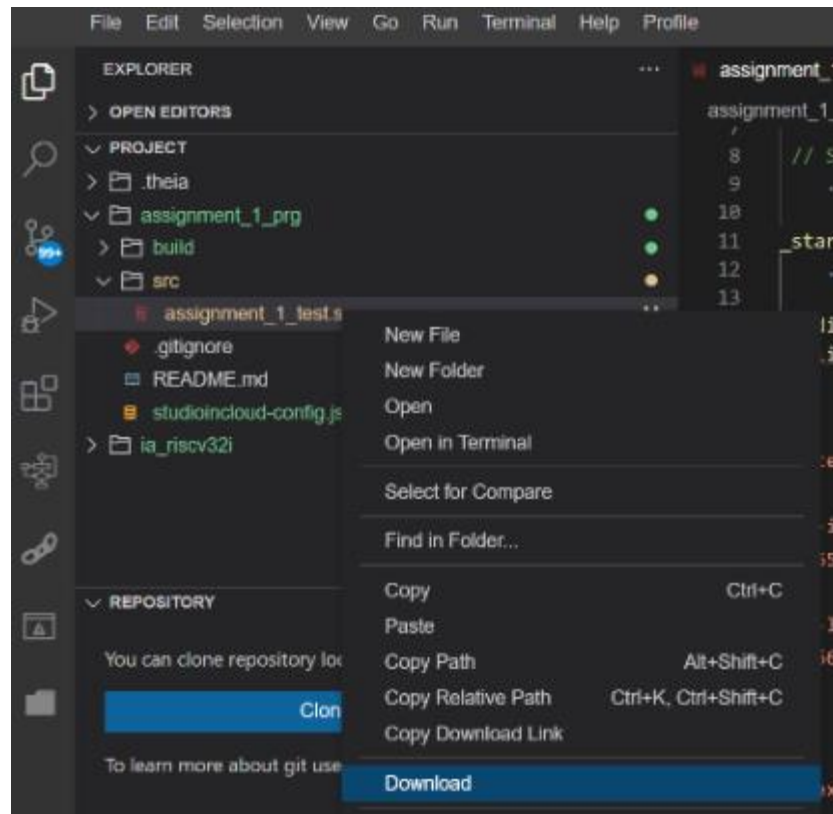 File Edit Selection View Go Run Terminal Help Profile
EXPLORER ...
assignment_
OPEN EDITORS
assignment_1_
PROJECT
.theia
assignment_1_prg
build
src
assignment_1_test.s
.gitignore
README.md
studioincloud-config.js
ia_riscv32i
99+
8 // S
9 .
10
11 _star
12
13
New File
New Folder
Open
Open in Terminal
Select for Compare
Find in Folder...
Copy Ctrl+C
Paste
Copy Path Alt+Shift+C
Copy Relative Path Ctrl+K, Ctrl+Shift+C
Copy Download Link
Download
REPOSITORY
You can clone repository loc
Clon
To learn more about git use